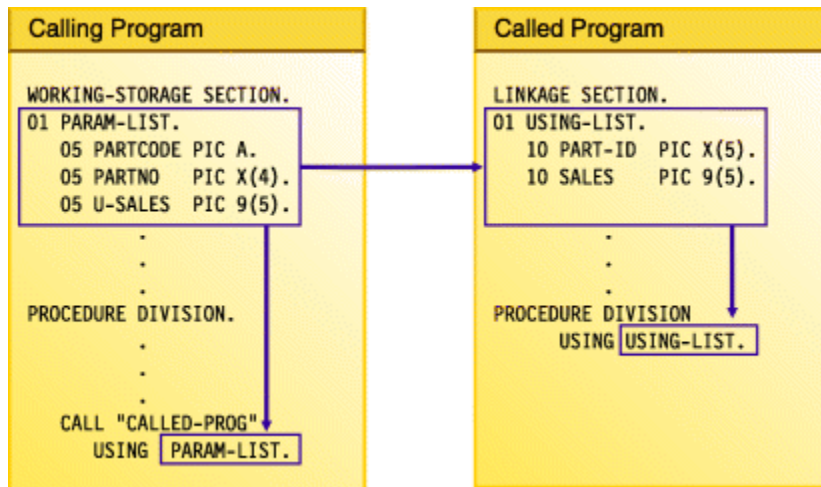 Calling Program
WORKING-STORAGE SECTION.
01 PARAM-LIST.
05 PARTCODE PIC A.
05 PARTNO PIC X(4).
05 U-SALES PIC 9(5).
.
.
.
PROCEDURE DIVISION.
.
.
.
CALL "CALLED-PROG"
USING PARAM-LIST.
Called Program
LINKAGE SECTION.
01 USING-LIST.
10 PART-ID PIC X(5).
10 SALES PIC 9(5).
.
.
.
PROCEDURE DIVISION
USING USING-LIST.